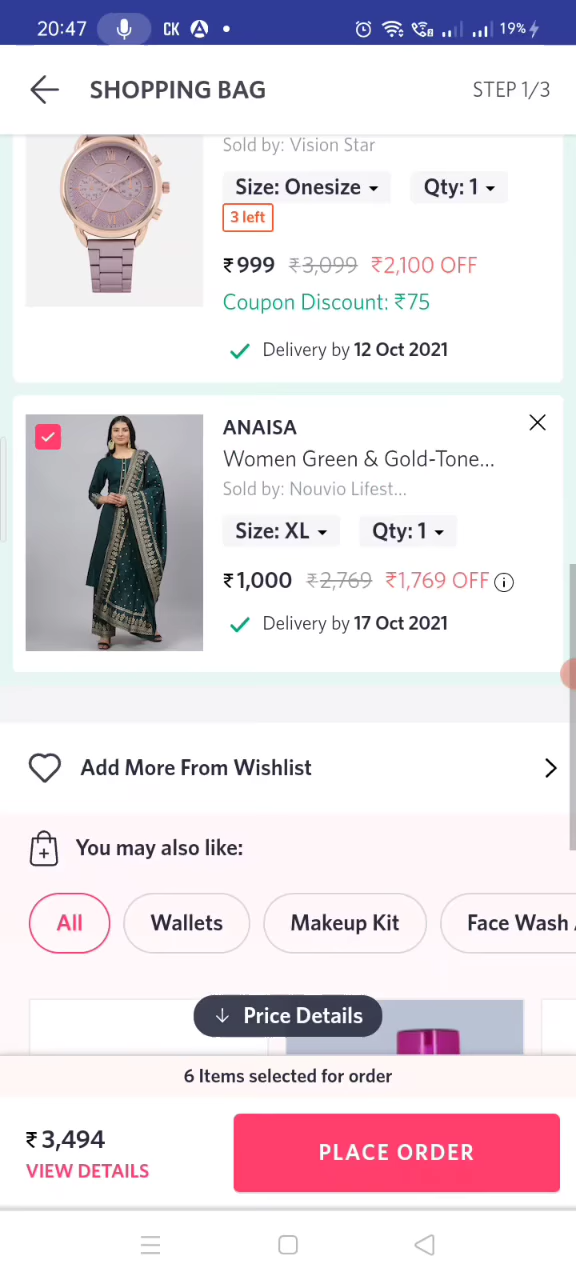 20:47 CK 19%
SHOPPING BAG STEP 1/3
Sold by: Vision Star
Size: Onesize Qty: 1
3 left
₹999 ₹3,099 ₹2,100 OFF
Coupon Discount: ₹75
Delivery by 12 Oct 2021
ANAISA
Women Green & Gold-Tone...
Sold by: Nouvio Lifest...
Size: XL Qty: 1
₹1,000 ₹2,769 ₹1,769 OFF
Delivery by 17 Oct 2021
Add More From Wishlist
You may also like:
All Wallets Makeup Kit Face Wash
Price Details
6 Items selected for order
₹3,494
VIEW DETAILS
PLACE ORDER